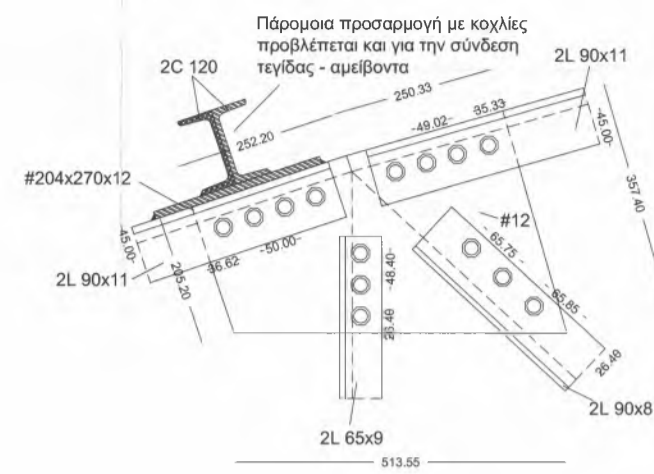 Πάρομοια προσαρμογή με κοχλίες
προβλέπεται και για την σύνδεση
τεγίδας - αμείβοντα
2C 120
2L 90x11
250.33
35.33
-49.02-
-45.00-
252.20
357.40
#204x270x12
#12
45.00-
-50.00-
36.62
205.20
2L 90x11
-48.40-
26.40
65.75
65.85
26.40
2L 90x8
2L 65x9
513.55